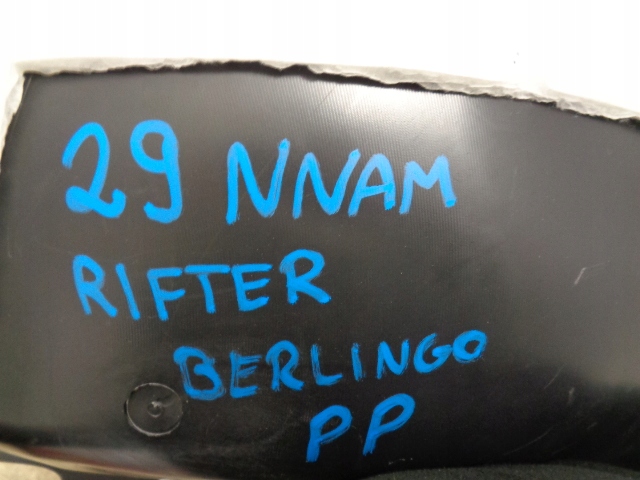 29 NNAM
RIFTER
BERLINGO
PP